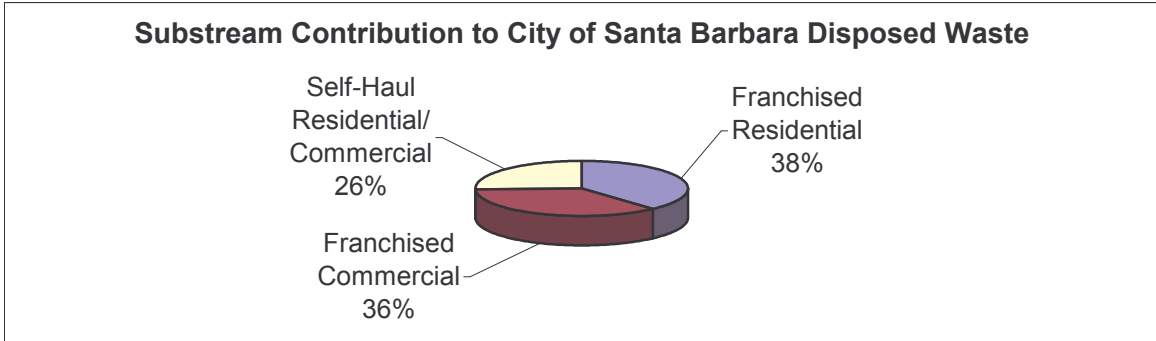 Substream Contribution to City of Santa Barbara Disposed Waste
Self-Haul
Residential/
Commercial
26%
Franchised
Residential
38%
Franchised
Commercial
36%